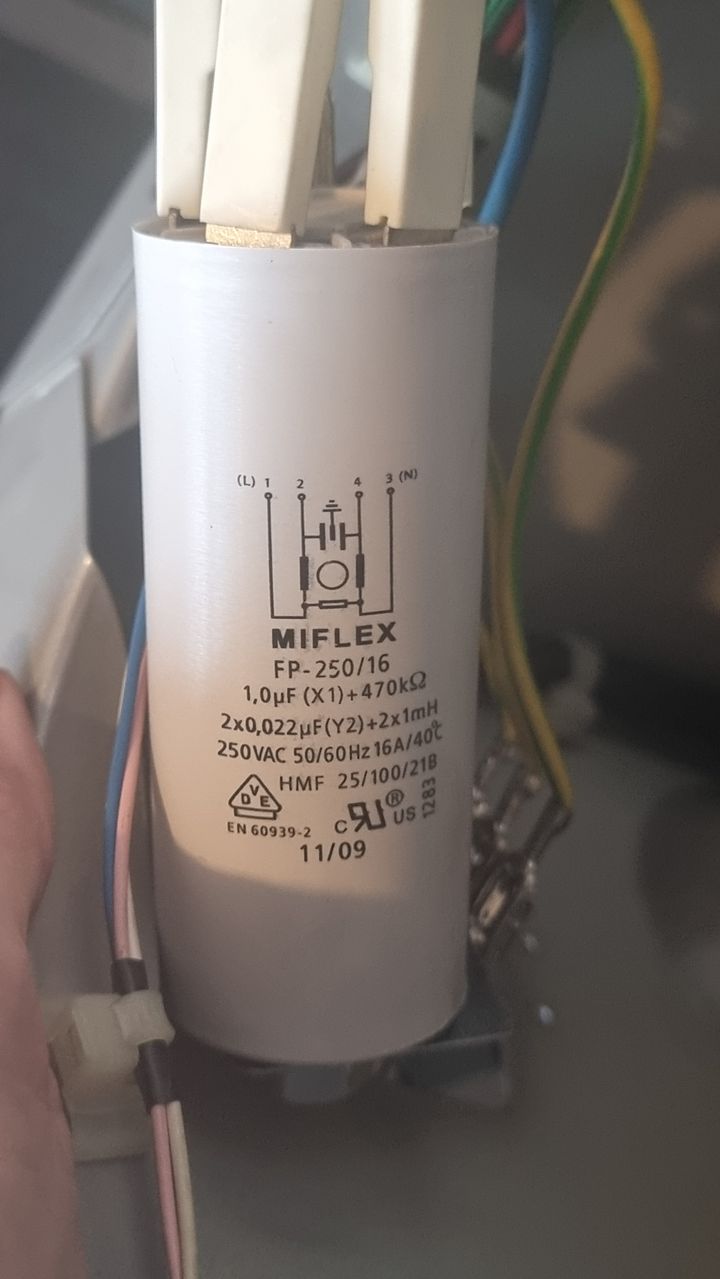 (L) 1 2 4 3 (N)
MIFLEX
FP-250/16
1,0µF (X1)+470kΩ
2x0,022µF(Y2)+2x1mH
250VAC 50/60Hz 16A/40°C
HMF 25/100/21B
VDE
EN 60939-2
c RU ® US
1283
11/09